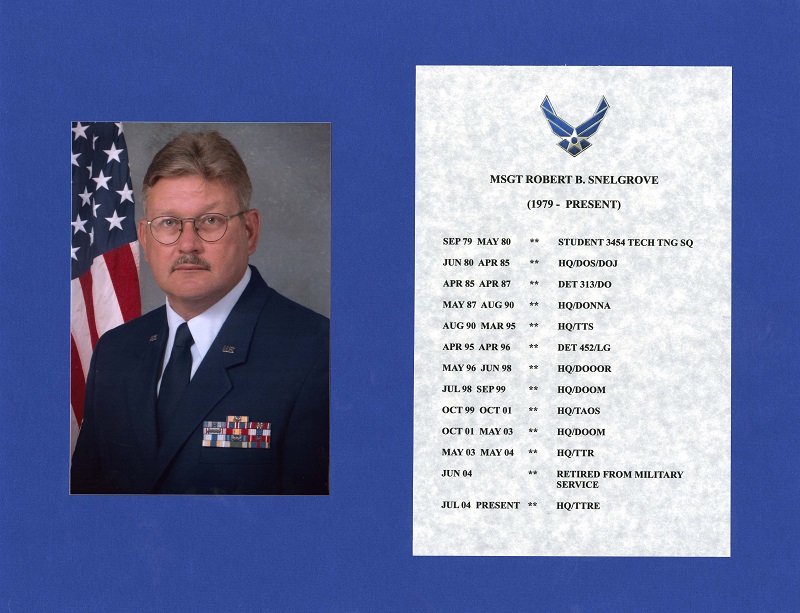 MSGT ROBERT B. SNELGROVE
(1979 - PRESENT)
SEP 79 MAY 80 ** STUDENT 3454 TECH TNG SQ
JUN 80 APR 85 ** HQ/DOS/DOJ
APR 85 APR 87 ** DET 313/DO
MAY 87 AUG 90 ** HQ/DONNA
AUG 90 MAR 95 ** HQ/TTS
APR 95 APR 96 ** DET 452/LG
MAY 96 JUN 98 ** HQ/DOOOR
JUL 98 SEP 99 ** HQ/DOOM
OCT 99 OCT 01 ** HQ/TAOS
OCT 01 MAY 03 ** HQ/DOOM
MAY 03 MAY 04 ** HQ/TTR
JUN 04 ** RETIRED FROM MILITARY
SERVICE
JUL 04 PRESENT ** HQ/TTRE